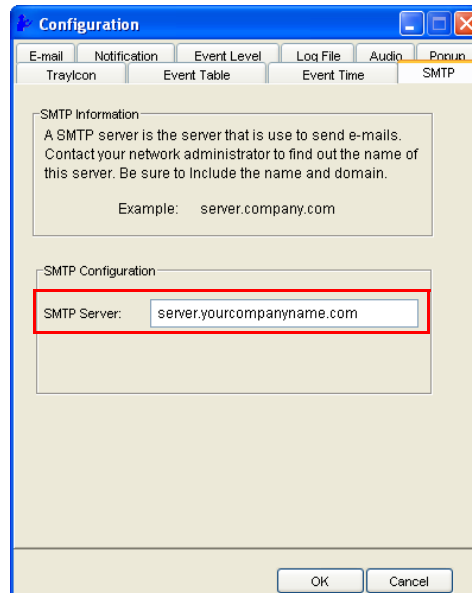 Configuration
E-mail Notification Event Level Log File Audio Popup
TrayIcon Event Table Event Time SMTP
SMTP Information
A SMTP server is the server that is use to send e-mails.
Contact your network administrator to find out the name of
this server. Be sure to Include the name and domain.
Example: server.company.com
SMTP Configuration
SMTP Server: server.yourcompanyname.com
OK Cancel